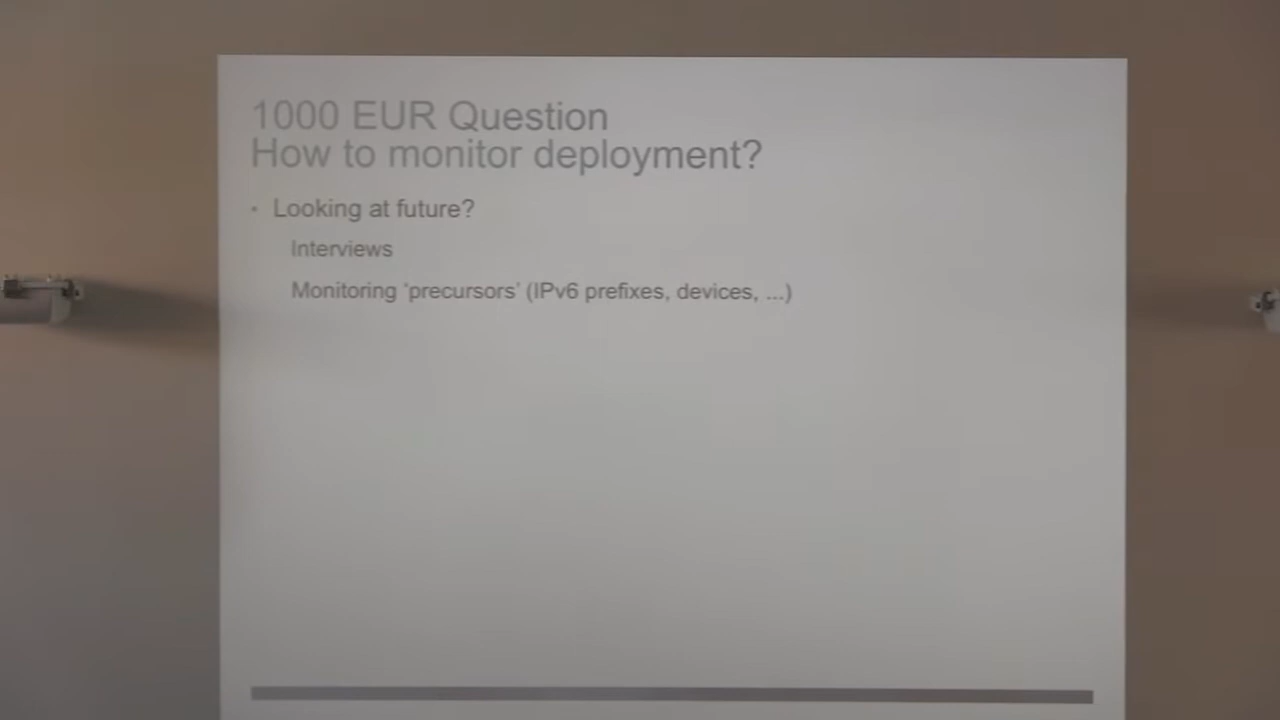 1000 EUR Question
How to monitor deployment?
• Looking at future?
Interviews
Monitoring ‘precursors’ (IPv6 prefixes, devices, ...)